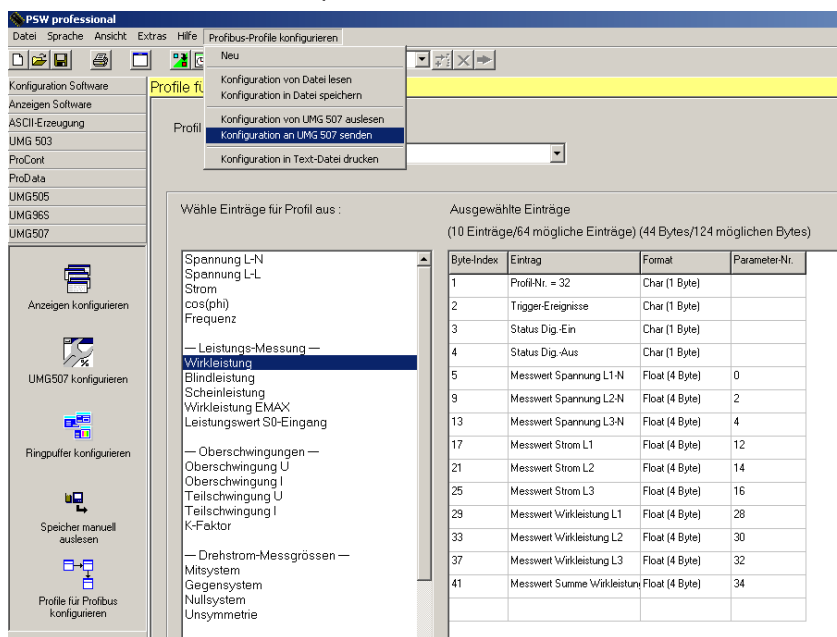 PSW professional
Datei Sprache Ansicht Extras Hilfe Profibus-Profile konfigurieren
Neu
Konfiguration von Datei lesen
Konfiguration in Datei speichern
Konfiguration von UMG 507 auslesen
Konfiguration an UMG 507 senden
Konfiguration in Text-Datei drucken
Konfiguration Software
Anzeigen Software
ASCII-Erzeugung
UMG 503
ProCont
ProData
UMG505
UMG96S
UMG507
Anzeigen konfigurieren
UMG507 konfigurieren
Ringpuffer konfigurieren
Speicher manuell
auslesen
Profile für Profibus
konfigurieren
Profile
Profil
Wähle Einträge für Profil aus :
Spannung L-N
Spannung L-L
Strom
cos(phi)
Frequenz
— Leistungs-Messung —
Wirkleistung
Blindleistung
Scheinleistung
Wirkleistung EMAX
Leistungswert S0-Eingang
— Oberschwingungen —
Oberschwingung U
Oberschwingung I
Teilschwingung U
Teilschwingung I
K-Faktor
— Drehstrom-Messgrössen —
Mitsystem
Gegensystem
Nullsystem
Unsymmetrie
Ausgewählte Einträge
(10 Einträge/64 mögliche Einträge) (44 Bytes/124 möglichen Bytes)
Byte-Index Eintrag Format Parameter-Nr.
1 Profil-Nr. = 32 Char (1 Byte)
2 Trigger-Ereignisse Char (1 Byte)
3 Status Dig.-Ein Char (1 Byte)
4 Status Dig.-Aus Char (1 Byte)
5 Messwert Spannung L1-N Float (4 Byte) 0
9 Messwert Spannung L2-N Float (4 Byte) 2
13 Messwert Spannung L3-N Float (4 Byte) 4
17 Messwert Strom L1 Float (4 Byte) 12
21 Messwert Strom L2 Float (4 Byte) 14
25 Messwert Strom L3 Float (4 Byte) 16
29 Messwert Wirkleistung L1 Float (4 Byte) 28
33 Messwert Wirkleistung L2 Float (4 Byte) 30
37 Messwert Wirkleistung L3 Float (4 Byte) 32
41 Messwert Summe Wirkleistun Float (4 Byte) 34